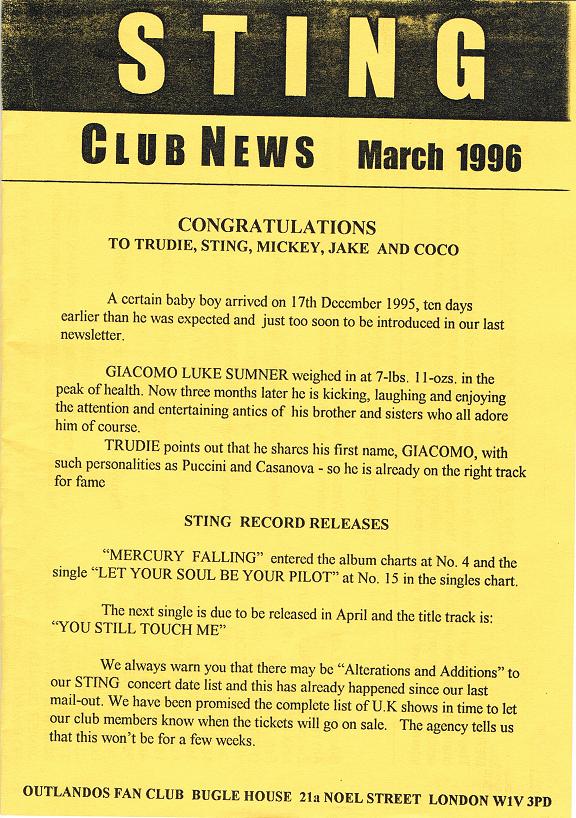 STING
CLUB NEWS March 1996
CONGRATULATIONS
TO TRUDIE, STING, MICKEY, JAKE AND COCO
A certain baby boy arrived on 17th December 1995, ten days
earlier than he was expected and just too soon to be introduced in our last
newsletter.
GIACOMO LUKE SUMNER weighed in at 7-lbs. 11-ozs. in the
peak of health. Now three months later he is kicking, laughing and enjoying
the attention and entertaining antics of his brother and sisters who all adore
him of course.
TRUDIE points out that he shares his first name, GIACOMO, with
such personalities as Puccini and Casanova - so he is already on the right track
for fame
STING RECORD RELEASES
“MERCURY FALLING” entered the album charts at No. 4 and the
single “LET YOUR SOUL BE YOUR PILOT” at No. 15 in the singles chart.
The next single is due to be released in April and the title track is:
“YOU STILL TOUCH ME”
We always warn you that there may be “Alterations and Additions” to
our STING concert date list and this has already happened since our last
mail-out. We have been promised the complete list of U.K shows in time to let
our club members know when the tickets will go on sale. The agency tells us
that this won't be for a few weeks.
OUTLANDOS FAN CLUB BUGLE HOUSE 21a NOEL STREET LONDON W1V 3PD